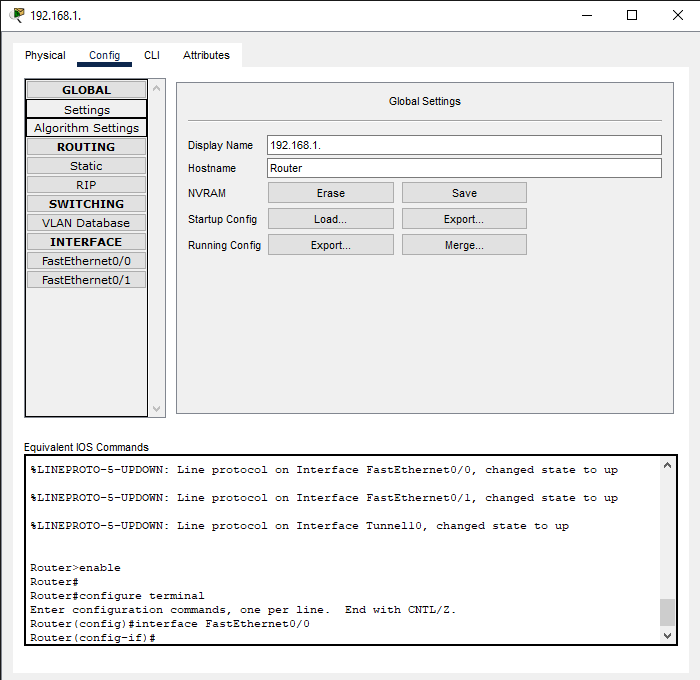 192.168.1.
Physical Config CLI Attributes
GLOBAL
Settings
Algorithm Settings
ROUTING
Static
RIP
SWITCHING
VLAN Database
INTERFACE
FastEthernet0/0
FastEthernet0/1
Global Settings
Display Name 192.168.1.
Hostname Router
NVRAM Erase Save
Startup Config Load... Export...
Running Config Export... Merge...
Equivalent IOS Commands
%LINEPROTO-5-UPDOWN: Line protocol on Interface FastEthernet0/0, changed state to up
%LINEPROTO-5-UPDOWN: Line protocol on Interface FastEthernet0/1, changed state to up
%LINEPROTO-5-UPDOWN: Line protocol on Interface Tunnel10, changed state to up
Router>enable
Router#
Router#configure terminal
Enter configuration commands, one per line.  End with CNTL/Z.
Router(config)#interface FastEthernet0/0
Router(config-if)#